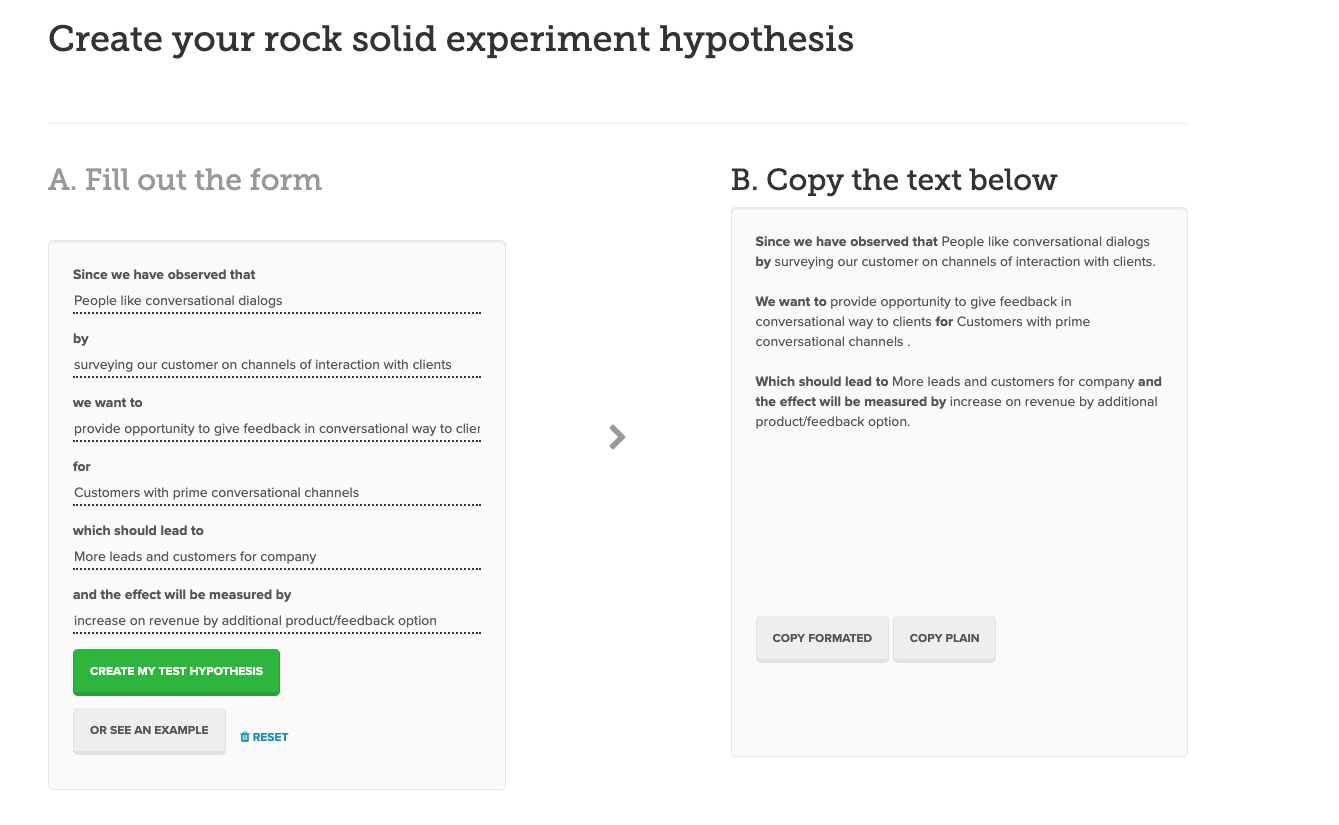 Create your rock solid experiment hypothesis
A. Fill out the form
Since we have observed that
People like conversational dialogs
by
surveying our customer on channels of interaction with clients
we want to
provide opportunity to give feedback in conversational way to clier
for
Customers with prime conversational channels
which should lead to
More leads and customers for company
and the effect will be measured by
increase on revenue by additional product/feedback option
CREATE MY TEST HYPOTHESIS
OR SEE AN EXAMPLE
RESET
B. Copy the text below
Since we have observed that People like conversational dialogs
by surveying our customer on channels of interaction with clients.
We want to provide opportunity to give feedback in
conversational way to clients for Customers with prime
conversational channels .
Which should lead to More leads and customers for company and
the effect will be measured by increase on revenue by additional
product/feedback option.
COPY FORMATED
COPY PLAIN